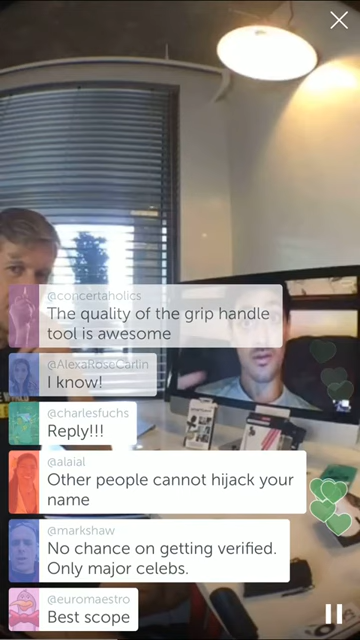 @concertaholics
The quality of the grip handle
tool is awesome
@AlexaRoseCarlin
I know!
@charlesfuchs
Reply!!!
@alaial
Other people cannot hijack your
name
@markshaw
No chance on getting verified.
Only major celebs.
@euromaestro
Best scope